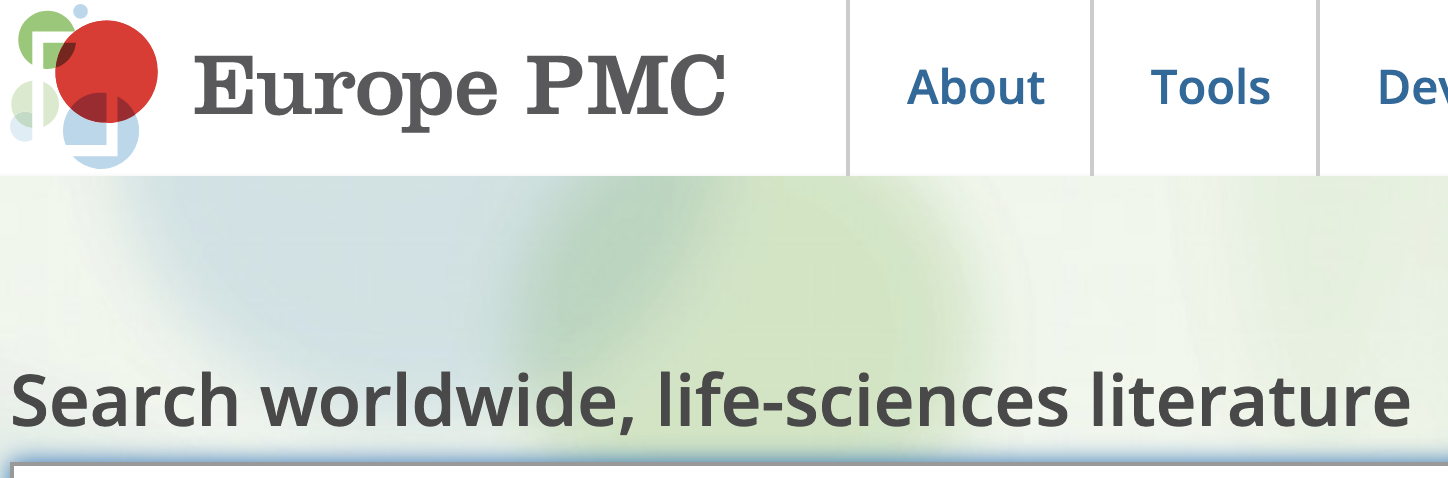 Europe PMC About Tools
Search worldwide, life-sciences literature